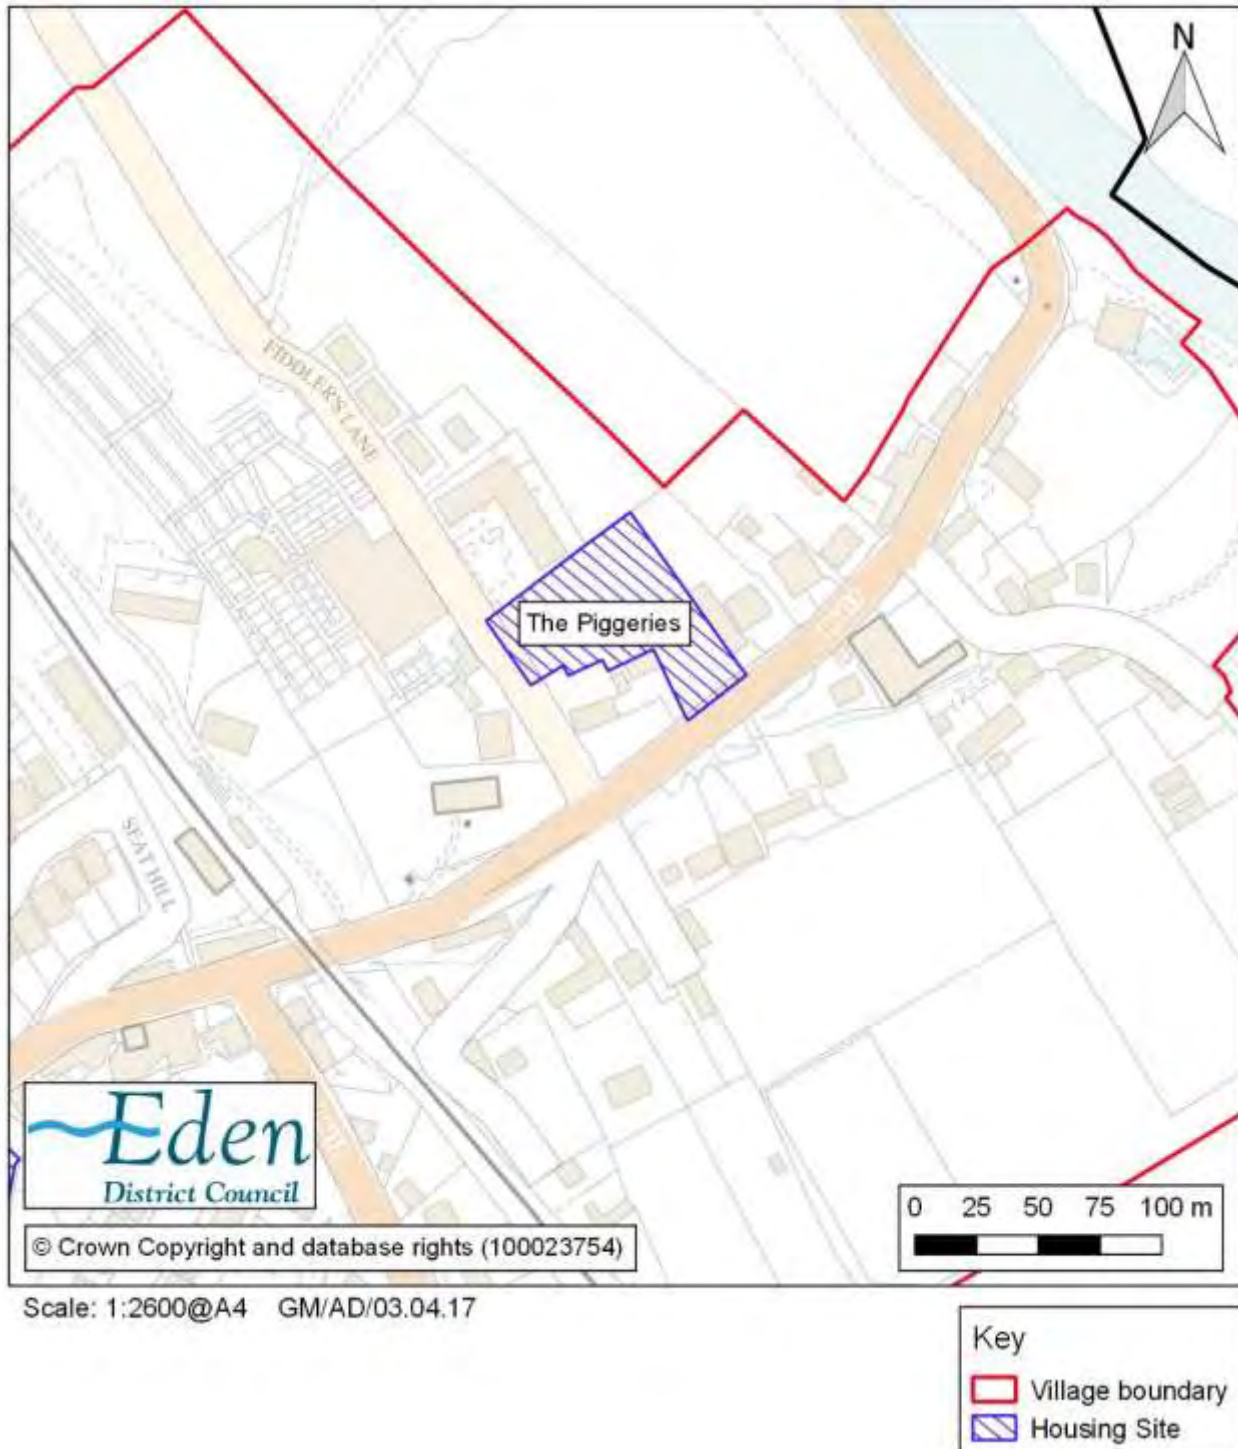 N
FIDDLER'S LANE
The Piggeries
SEAT HILL
Eden
District Council
0 25 50 75 100 m
© Crown Copyright and database rights (100023754)
Scale: 1:2600@A4 GM/AD/03.04.17
Key
Village boundary
Housing Site